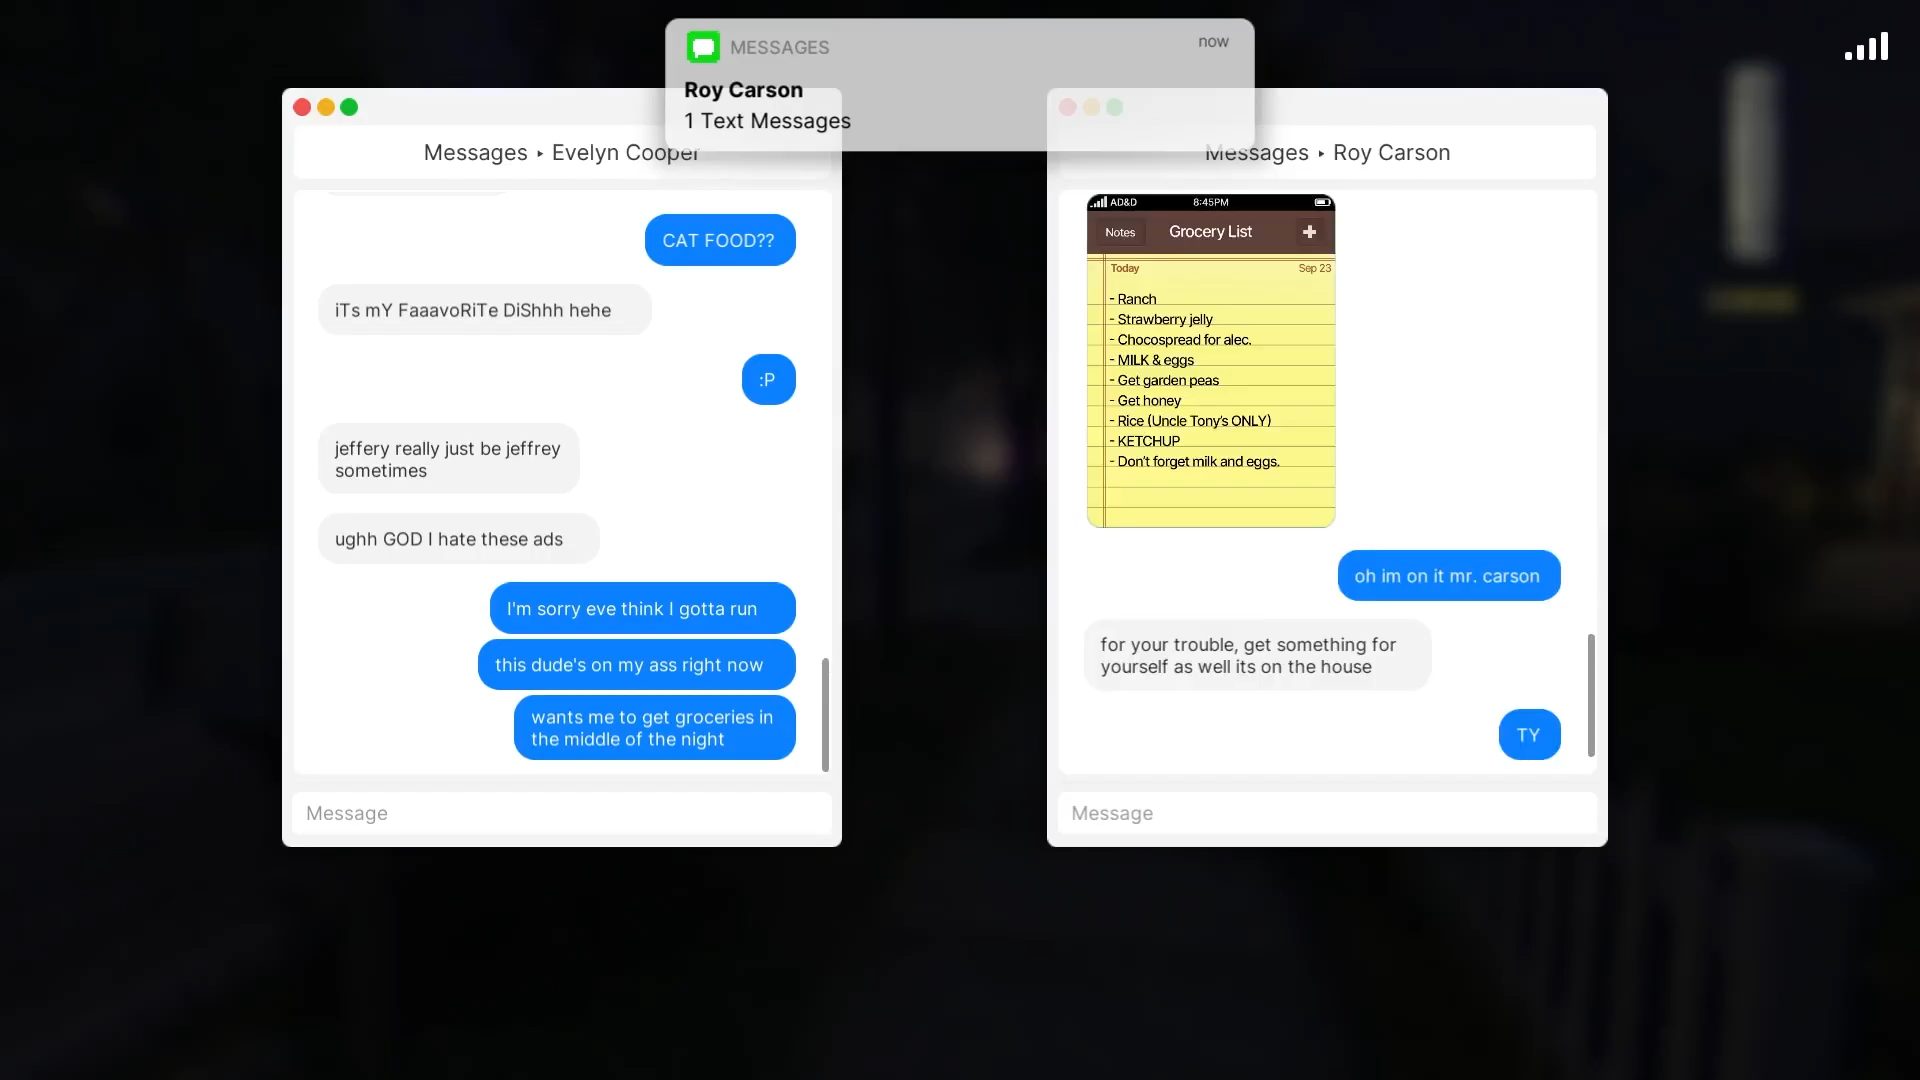 MESSAGES
now
Roy Carson
1 Text Messages
Messages ‣ Evelyn Cooper
CAT FOOD??
iTs mY FaaavoRiTe DiShhh hehe
:P
jeffery really just be jeffrey
sometimes
ughh GOD I hate these ads
I'm sorry eve think I gotta run
this dude's on my ass right now
wants me to get groceries in
the middle of the night
Message
Messages ‣ Roy Carson
AD&D 8:45PM
Notes Grocery List +
Today Sep 23
- Ranch
- Strawberry jelly
- Chocospread for alec.
- MILK & eggs
- Get garden peas
- Get honey
- Rice (Uncle Tony's ONLY)
- KETCHUP
- Don't forget milk and eggs.
oh im on it mr. carson
for your trouble, get something for
yourself as well its on the house
TY
Message